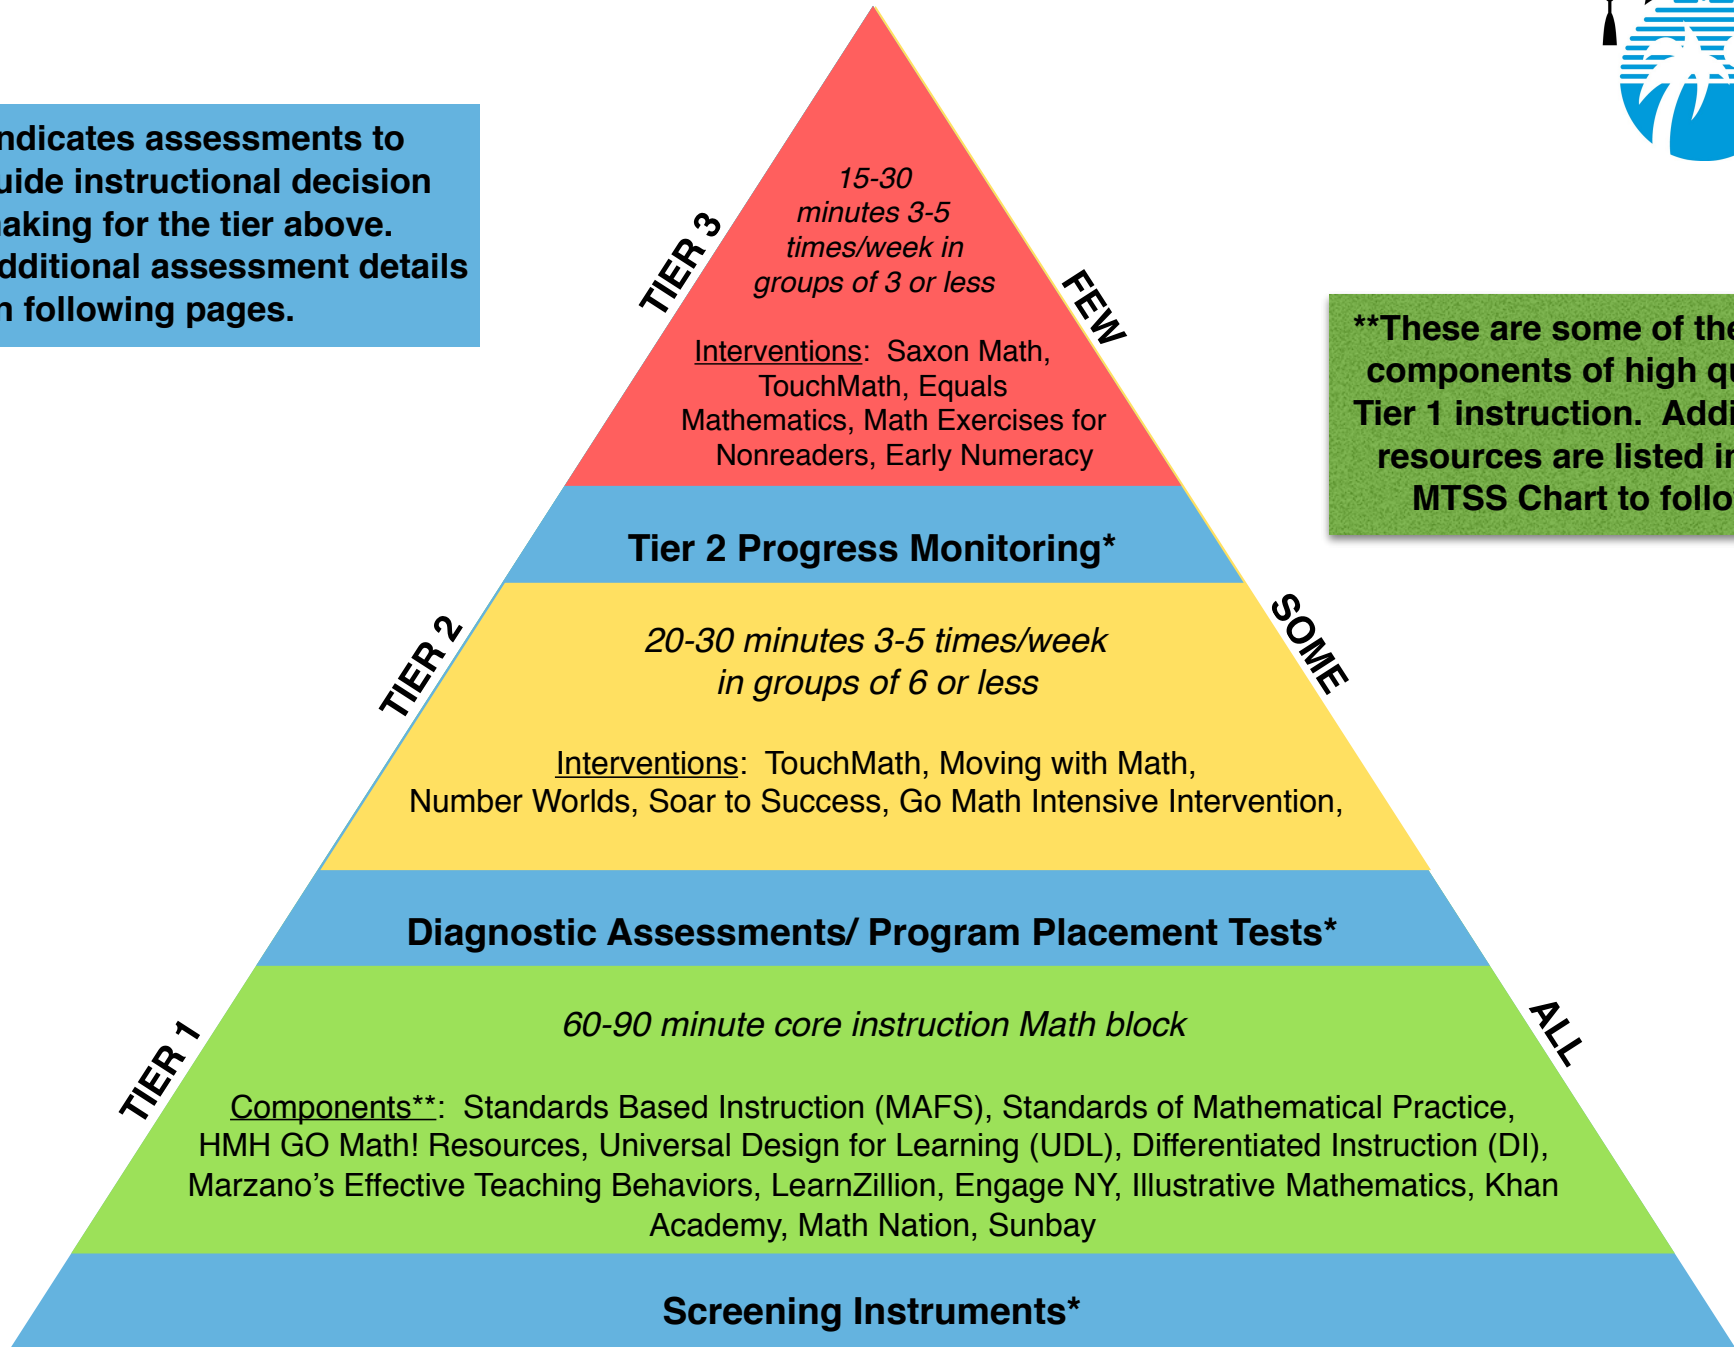 ndicates assessments to
uide instructional decision
aking for the tier above.
dditional assessment details
n following pages.
TIER 3
15-30
minutes 3-5
times/week in
groups of 3 or less
FEW
Interventions: Saxon Math,
TouchMath, Equals
Mathematics, Math Exercises for
Nonreaders, Early Numeracy
**These are some of the
components of high qu
Tier 1 instruction. Addi
resources are listed in
MTSS Chart to follo
Tier 2 Progress Monitoring*
TIER 2
20-30 minutes 3-5 times/week
in groups of 6 or less
SOME
Interventions: TouchMath, Moving with Math,
Number Worlds, Soar to Success, Go Math Intensive Intervention,
Diagnostic Assessments/ Program Placement Tests*
TIER 1
60-90 minute core instruction Math block
ALL
Components**: Standards Based Instruction (MAFS), Standards of Mathematical Practice,
HMH GO Math! Resources, Universal Design for Learning (UDL), Differentiated Instruction (DI),
Marzano’s Effective Teaching Behaviors, LearnZillion, Engage NY, Illustrative Mathematics, Khan
Academy, Math Nation, Sunbay
Screening Instruments*